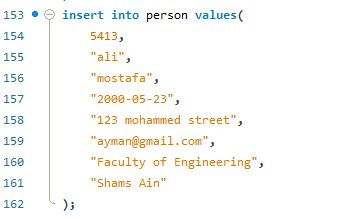 153 insert into person values(
154 5413,
155 "ali",
156 "mostafa",
157 "2000-05-23",
158 "123 mohammed street",
159 "ayman@gmail.com",
160 "Faculty of Engineering",
161 "Shams Ain"
162 );